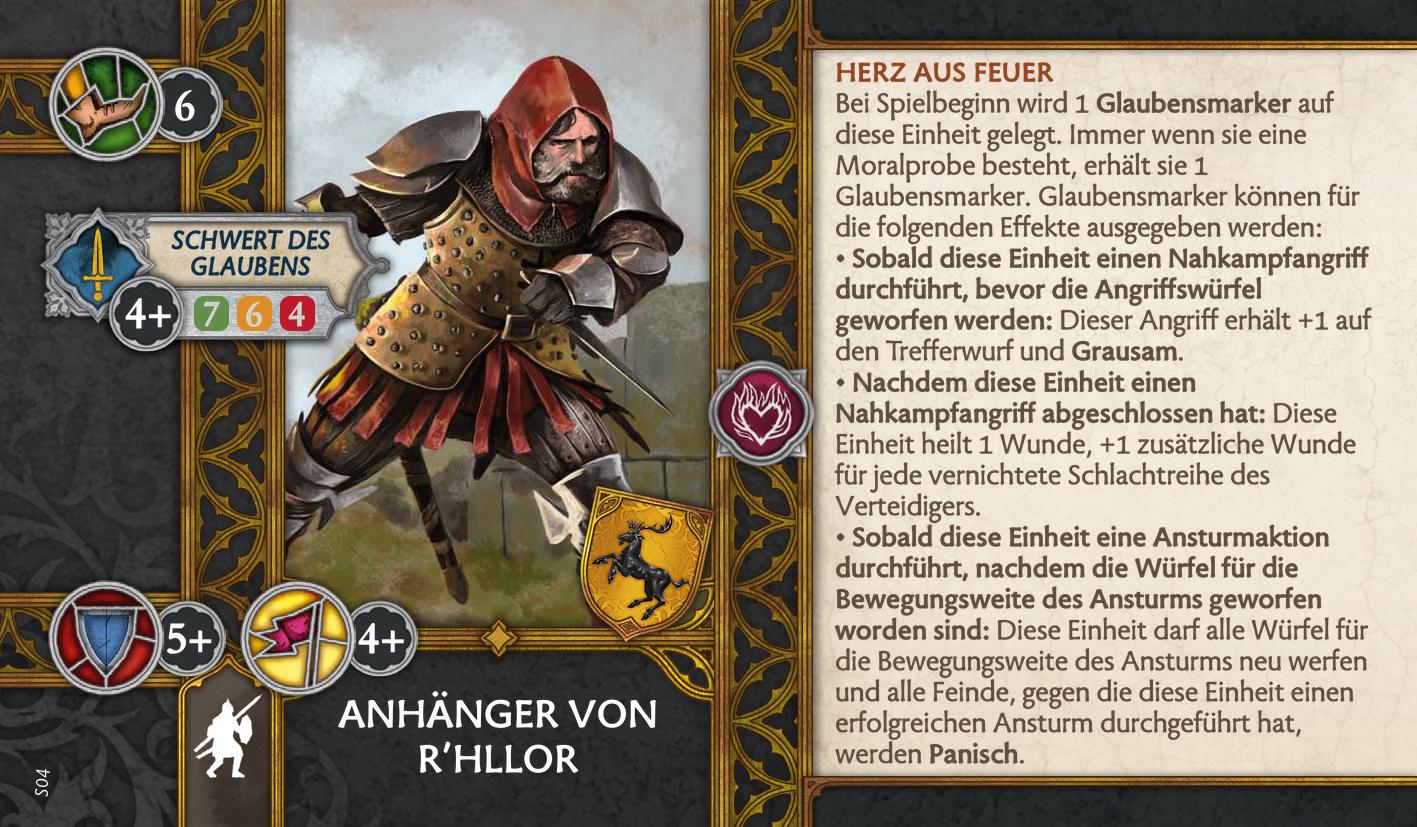 6
SCHWERT DES
GLAUBENS
4+ 7 6 4
5+ 4+
ANHÄNGER VON
R'HLLOR
S04
HERZ AUS FEUER
Bei Spielbeginn wird 1 Glaubensmarker auf
diese Einheit gelegt. Immer wenn sie eine
Moralprobe besteht, erhält sie 1
Glaubensmarker. Glaubensmarker können für
die folgenden Effekte ausgegeben werden:
• Sobald diese Einheit einen Nahkampfangriff
durchführt, bevor die Angriffswürfel
geworfen werden: Dieser Angriff erhält +1 auf
den Trefferwurf und Grausam.
• Nachdem diese Einheit einen
Nahkampfangriff abgeschlossen hat: Diese
Einheit heilt 1 Wunde, +1 zusätzliche Wunde
für jede vernichtete Schlachtreihe des
Verteidigers.
• Sobald diese Einheit eine Ansturmaktion
durchführt, nachdem die Würfel für die
Bewegungsweite des Ansturms geworfen
worden sind: Diese Einheit darf alle Würfel für
die Bewegungsweite des Ansturms neu werfen
und alle Feinde, gegen die diese Einheit einen
erfolgreichen Ansturm durchgeführt hat,
werden Panisch.